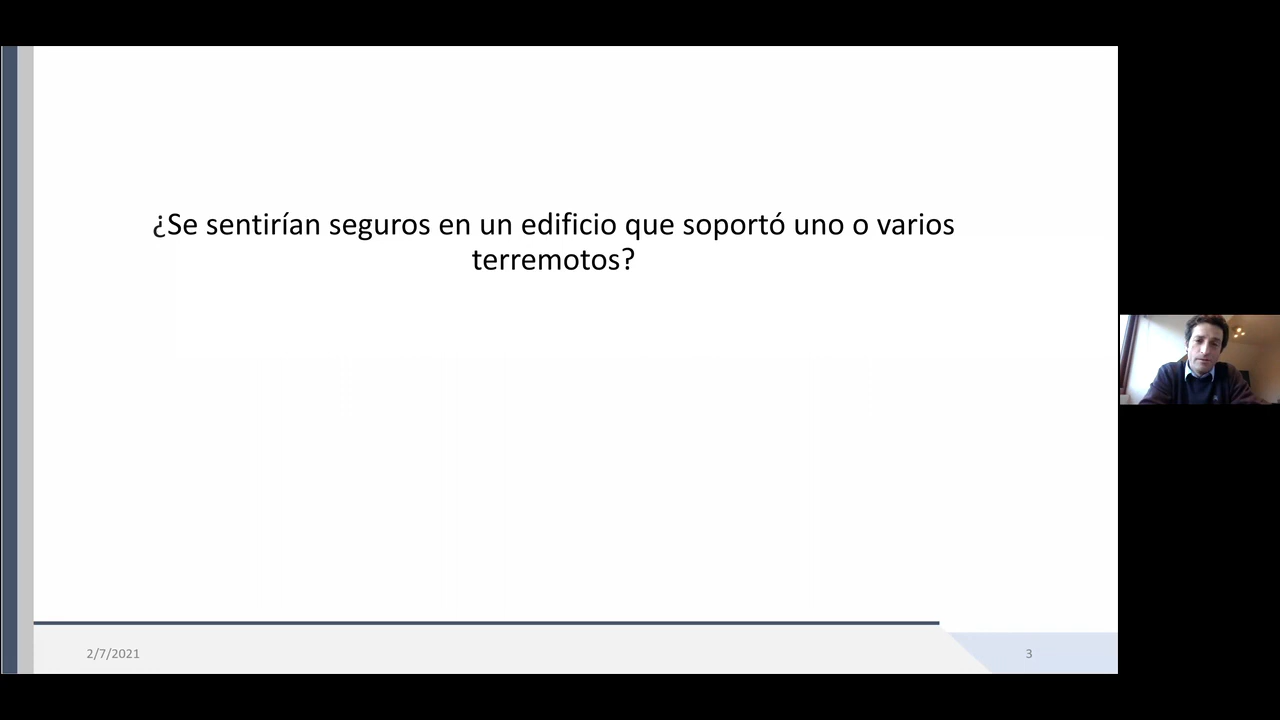 ¿Se sentirían seguros en un edificio que soportó uno o varios
terremotos?
2/7/2021
3